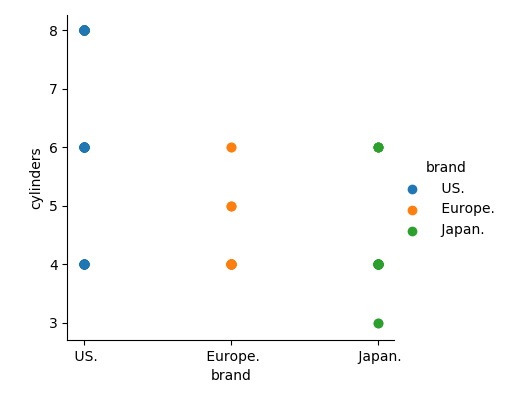 8
7
6
5
4
3
cylinders
US.
Europe.
Japan.
brand
brand
US.
Europe.
Japan.